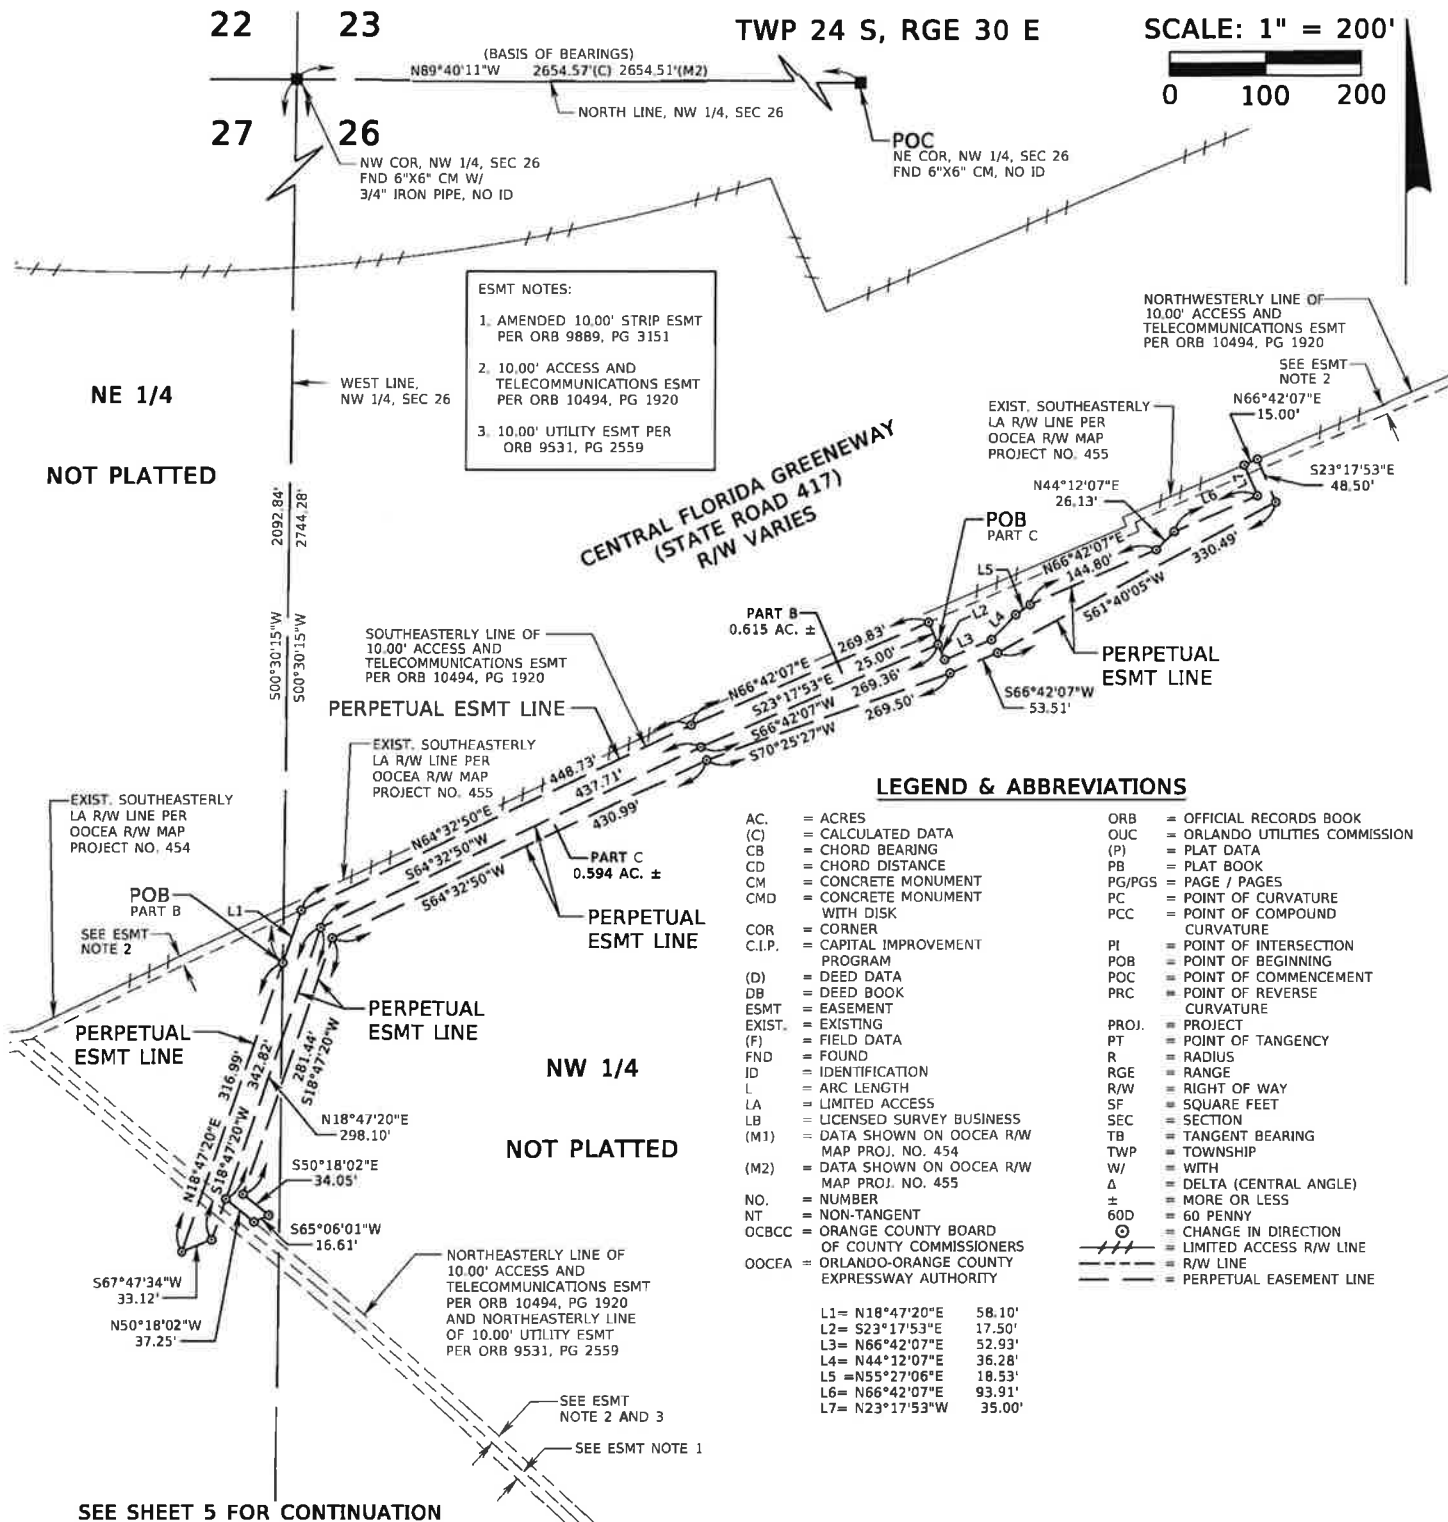 22 23
TWP 24 S, RGE 30 E
SCALE: 1" = 200'
0 100 200
(BASIS OF BEARINGS)
N89°40'11"W 2654.57'(C) 2654.51'(M2)
NORTH LINE, NW 1/4, SEC 26
27 26
NW COR, NW 1/4, SEC 26
FND 6"X6" CM W/
3/4" IRON PIPE, NO ID
POC
NE COR, NW 1/4, SEC 26
FND 6"X6" CM, NO ID
ESMT NOTES:
1. AMENDED 10.00' STRIP ESMT
PER ORB 9889, PG 3151
2. 10.00' ACCESS AND
TELECOMMUNICATIONS ESMT
PER ORB 10494, PG 1920
3. 10.00' UTILITY ESMT PER
ORB 9531, PG 2559
NE 1/4
NOT PLATTED
WEST LINE,
NW 1/4, SEC 26
2092.84'
2744.28'
S00°30'15"W
S00°30'15"W
NORTHWESTERLY LINE OF
10.00' ACCESS AND
TELECOMMUNICATIONS ESMT
PER ORB 10494, PG 1920
SEE ESMT
NOTE 2
N66°42'07"E
15.00'
EXIST. SOUTHEASTERLY
LA R/W LINE PER
OOCEA R/W MAP
PROJECT NO. 455
S23°17'53"E
48.50'
N44°12'07"E
26.13'
L7
L6
CENTRAL FLORIDA GREENEWAY
(STATE ROAD 417)
R/W VARIES
POB
PART C
N66°42'07"E
144.80'
330.49'
S61°40'05"W
L5
L4
L2
L3
PART B
0.615 AC. ±
SOUTHEASTERLY LINE OF
10.00' ACCESS AND
TELECOMMUNICATIONS ESMT
PER ORB 10494, PG 1920
N66°42'07"E 269.83'
S23°17'53"E 25.00'
S66°42'07"W 269.36'
S70°25'27"W 269.50'
S66°42'07"W
53.51'
PERPETUAL
ESMT LINE
PERPETUAL ESMT LINE
EXIST. SOUTHEASTERLY
LA R/W LINE PER
OOCEA R/W MAP
PROJECT NO. 455
N64°32'50"E 448.73'
S64°32'50"W 437.71'
S64°32'50"W 430.99'
EXIST. SOUTHEASTERLY
LA R/W LINE PER
OOCEA R/W MAP
PROJECT NO. 454
PART C
0.594 AC. ±
POB
PART B
L1
SEE ESMT
NOTE 2
PERPETUAL
ESMT LINE
PERPETUAL
ESMT LINE
PERPETUAL
ESMT LINE
N18°47'20"E 316.99'
S18°47'20"W 342.82'
281.44'
S18°47'20"W
NW 1/4
NOT PLATTED
N18°47'20"E
298.10'
S50°18'02"E
34.05'
S65°06'01"W
16.61'
S67°47'34"W
33.12'
N50°18'02"W
37.25'
NORTHEASTERLY LINE OF
10.00' ACCESS AND
TELECOMMUNICATIONS ESMT
PER ORB 10494, PG 1920
AND NORTHEASTERLY LINE
OF 10.00' UTILITY ESMT
PER ORB 9531, PG 2559
SEE ESMT
NOTE 2 AND 3
SEE ESMT NOTE 1
SEE SHEET 5 FOR CONTINUATION
LEGEND & ABBREVIATIONS
AC. = ACRES
(C) = CALCULATED DATA
CB = CHORD BEARING
CD = CHORD DISTANCE
CM = CONCRETE MONUMENT
CMD = CONCRETE MONUMENT
WITH DISK
COR = CORNER
C.I.P. = CAPITAL IMPROVEMENT
PROGRAM
(D) = DEED DATA
DB = DEED BOOK
ESMT = EASEMENT
EXIST. = EXISTING
(F) = FIELD DATA
FND = FOUND
ID = IDENTIFICATION
L = ARC LENGTH
LA = LIMITED ACCESS
LB = LICENSED SURVEY BUSINESS
(M1) = DATA SHOWN ON OOCEA R/W
MAP PROJ. NO. 454
(M2) = DATA SHOWN ON OOCEA R/W
MAP PROJ. NO. 455
NO. = NUMBER
NT = NON-TANGENT
OCBCC = ORANGE COUNTY BOARD
OF COUNTY COMMISSIONERS
OOCEA = ORLANDO-ORANGE COUNTY
EXPRESSWAY AUTHORITY
ORB = OFFICIAL RECORDS BOOK
OUC = ORLANDO UTILITIES COMMISSION
(P) = PLAT DATA
PB = PLAT BOOK
PG/PGS = PAGE / PAGES
PC = POINT OF CURVATURE
PCC = POINT OF COMPOUND
CURVATURE
PI = POINT OF INTERSECTION
POB = POINT OF BEGINNING
POC = POINT OF COMMENCEMENT
PRC = POINT OF REVERSE
CURVATURE
PROJ. = PROJECT
PT = POINT OF TANGENCY
R = RADIUS
RGE = RANGE
R/W = RIGHT OF WAY
SF = SQUARE FEET
SEC = SECTION
TB = TANGENT BEARING
TWP = TOWNSHIP
W/ = WITH
Δ = DELTA (CENTRAL ANGLE)
± = MORE OR LESS
60D = 60 PENNY
= CHANGE IN DIRECTION
= LIMITED ACCESS R/W LINE
= R/W LINE
= PERPETUAL EASEMENT LINE
L1= N18°47'20"E 58.10'
L2= S23°17'53"E 17.50'
L3= N66°42'07"E 52.93'
L4= N44°12'07"E 36.28'
L5 =N55°27'06"E 18.53'
L6= N66°42'07"E 93.91'
L7= N23°17'53"W 35.00'